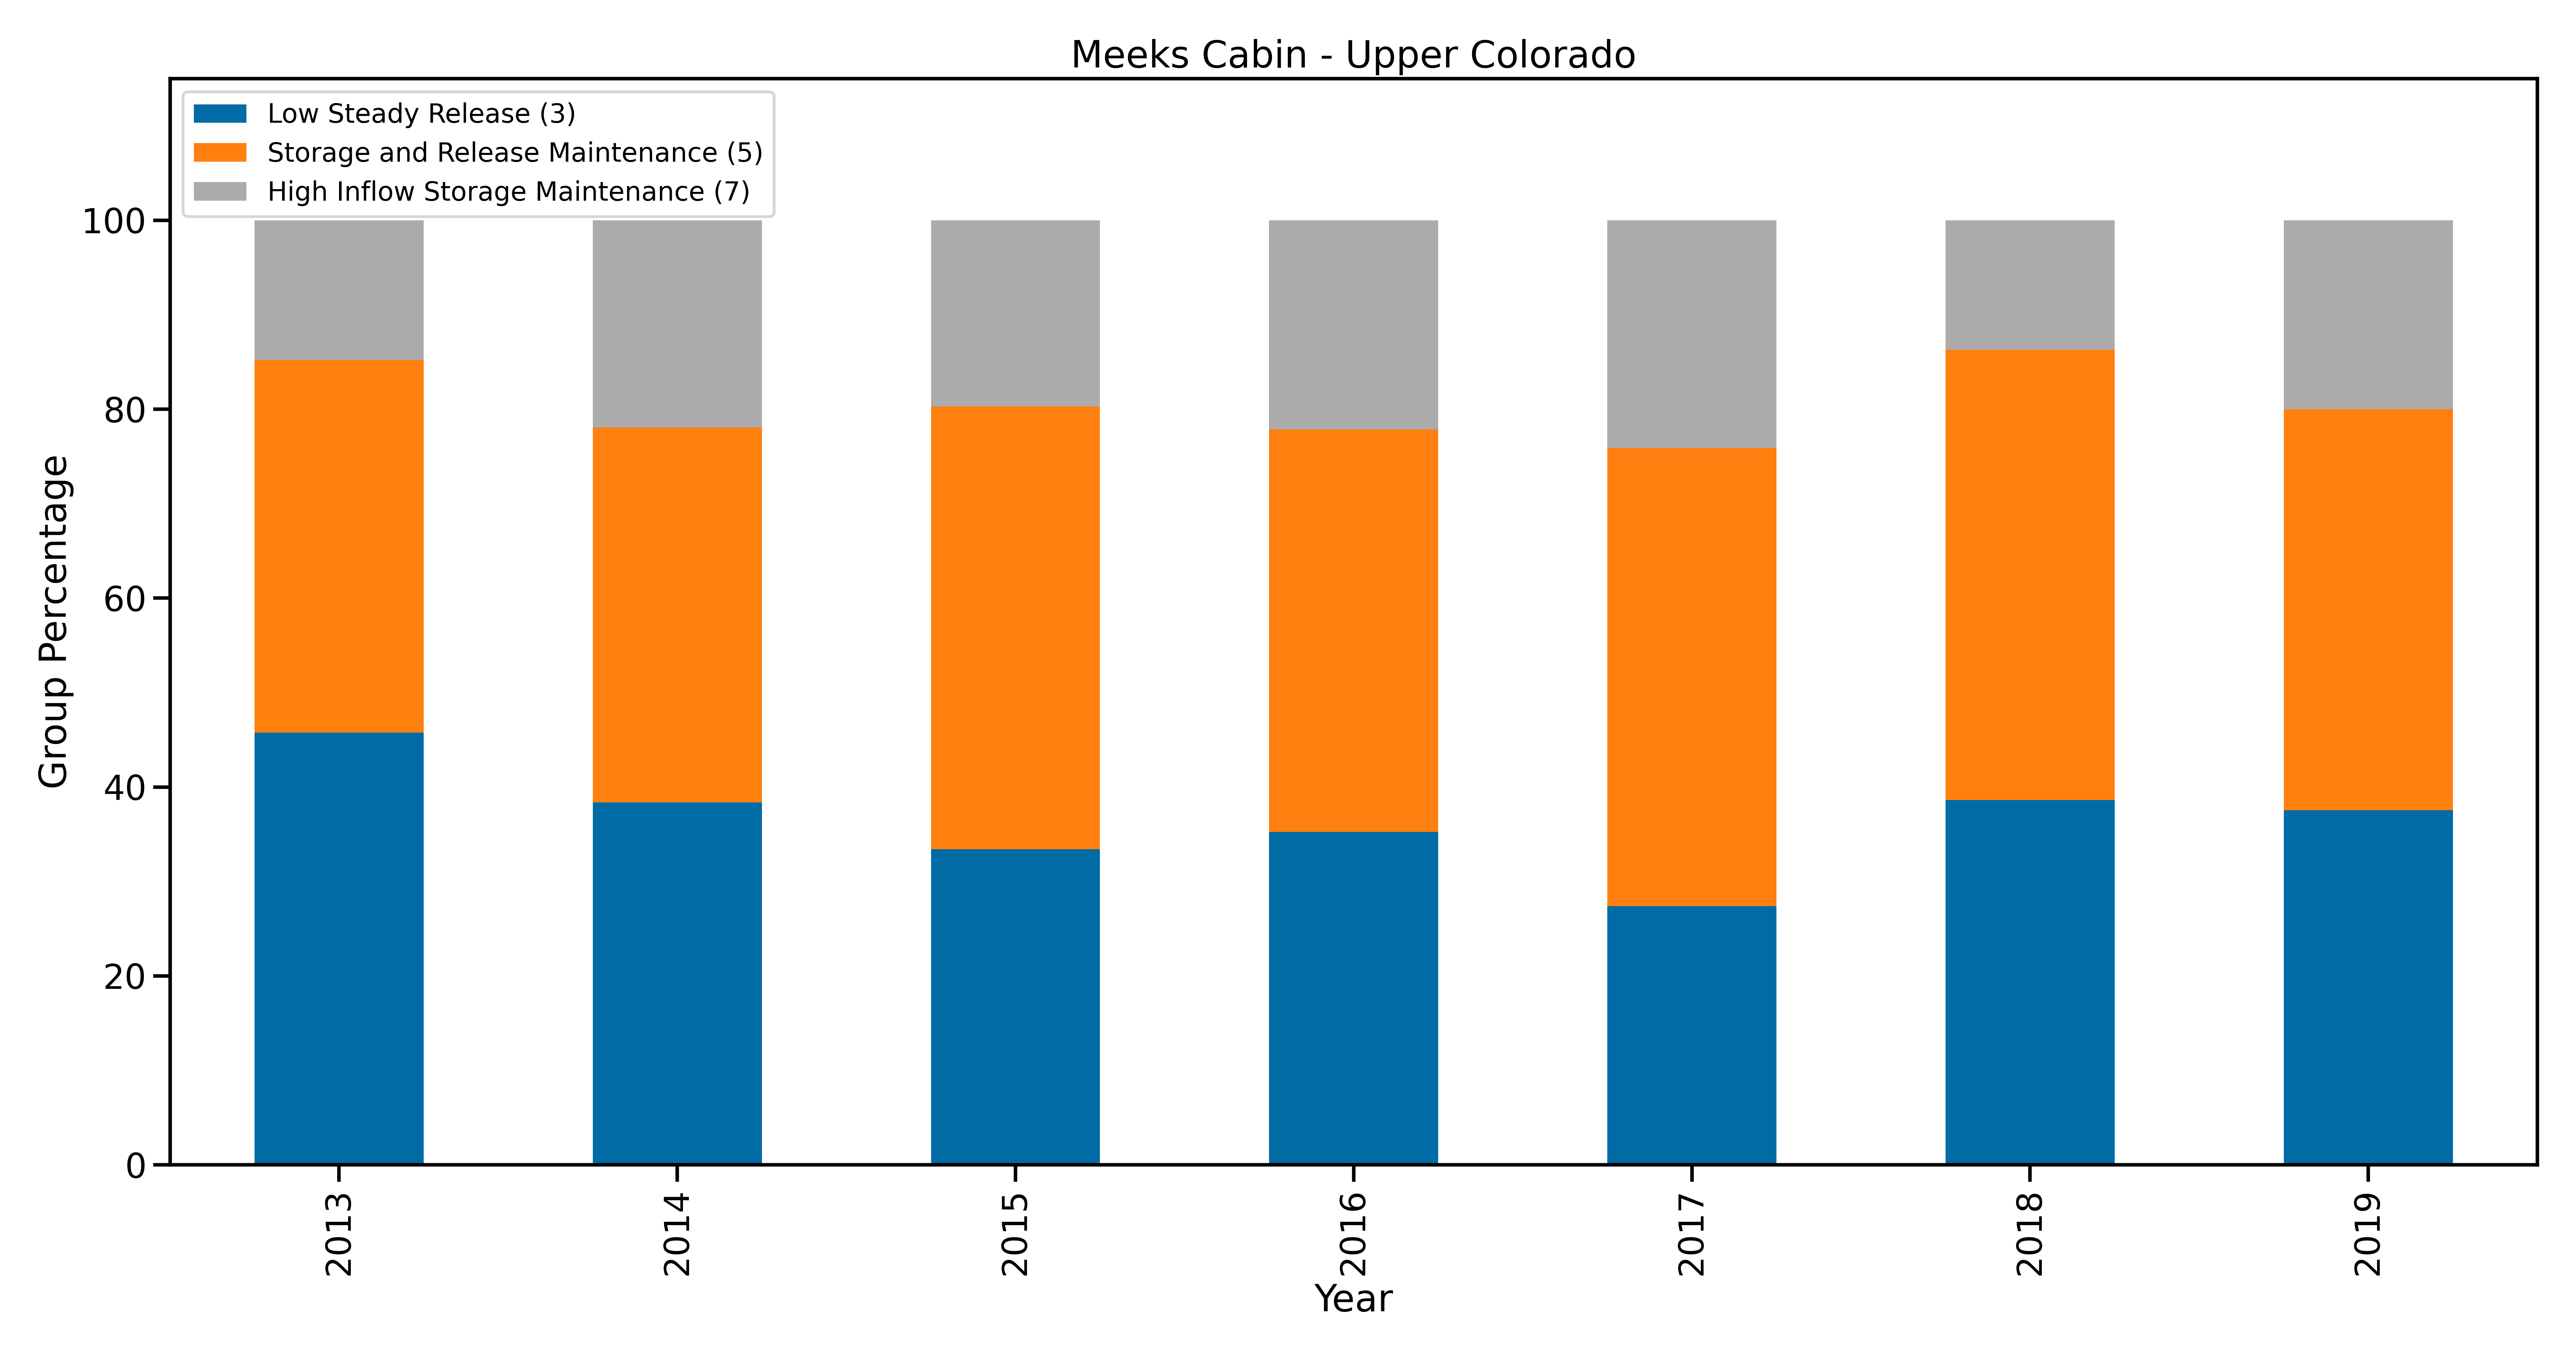 Meeks Cabin - Upper Colorado
Low Steady Release (3)
Storage and Release Maintenance (5)
High Inflow Storage Maintenance (7)
Group Percentage
100
80
60
40
20
0
2013 2014 2015 2016 2017 2018 2019
Year